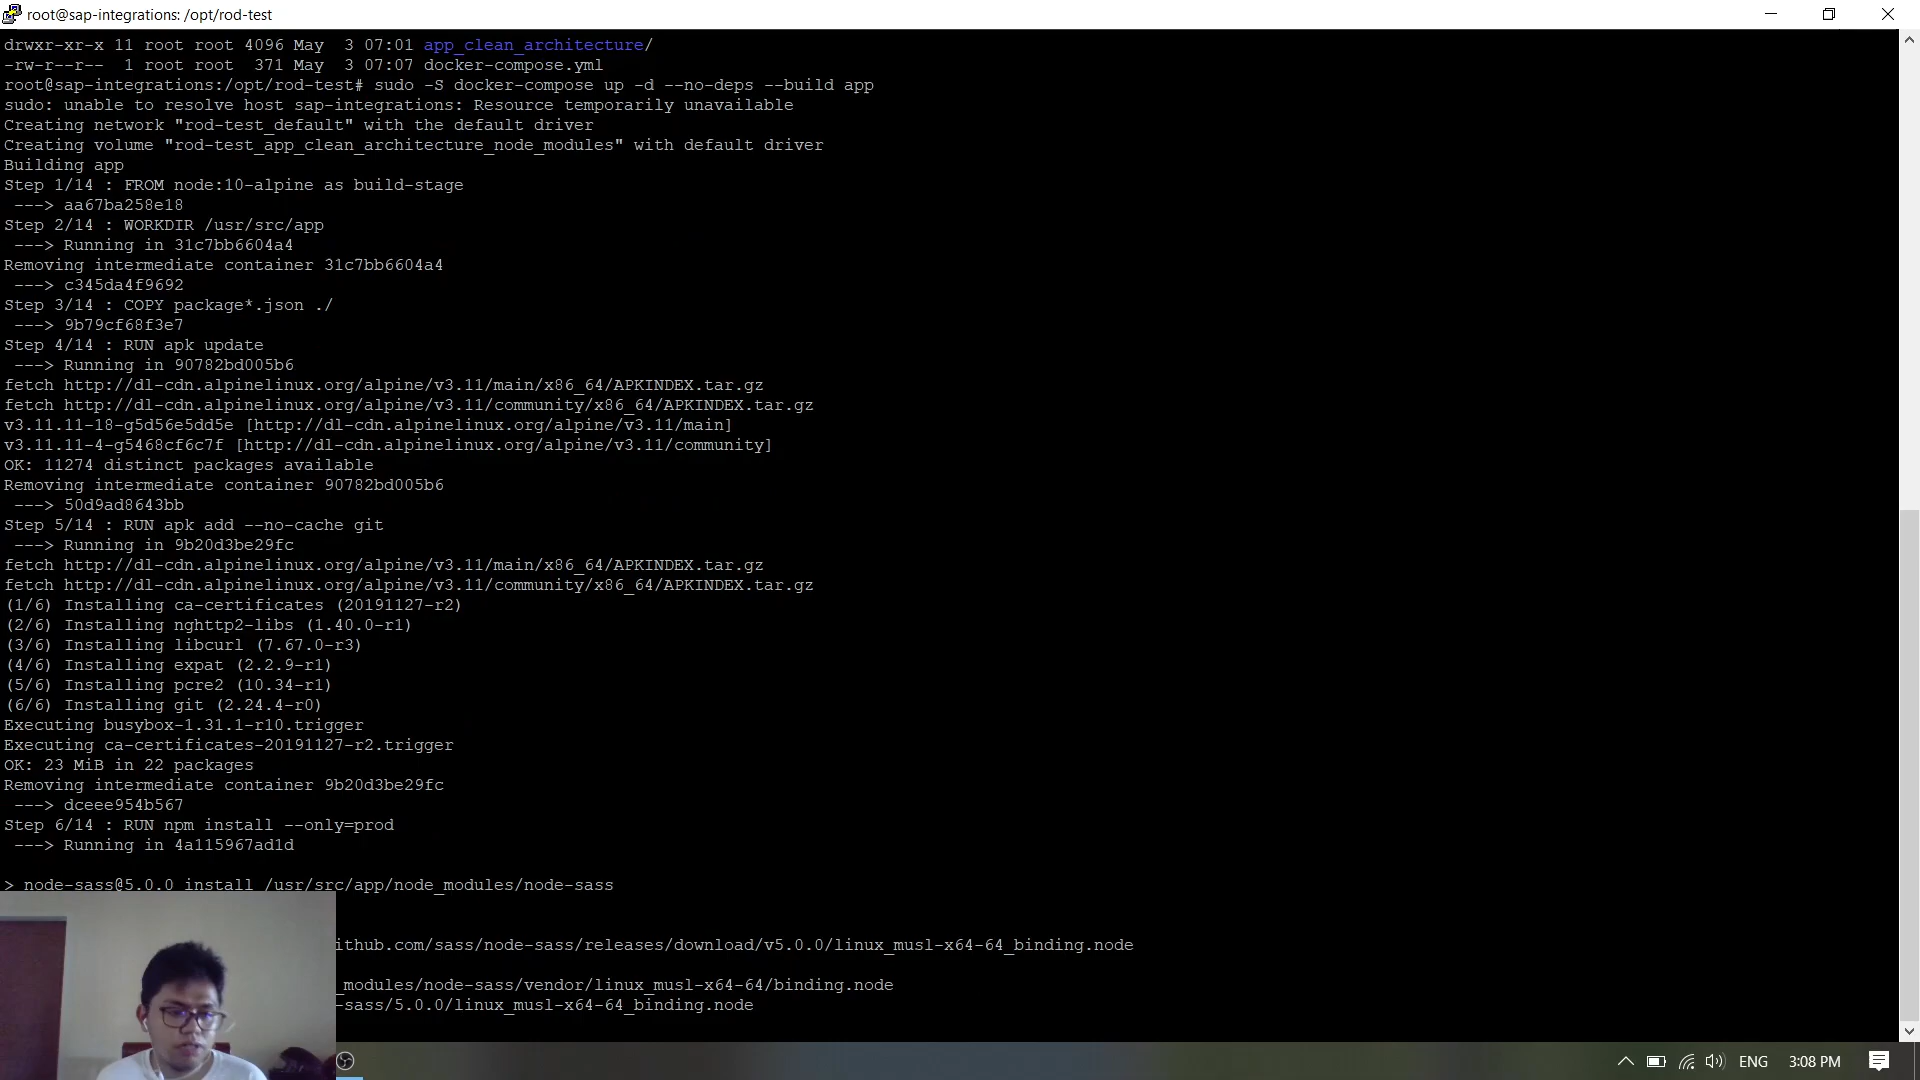 root@sap-integrations: /opt/rod-test
drwxr-xr-x 11 root root 4096 May  3 07:01 app_clean_architecture/
-rw-r--r--  1 root root  371 May  3 07:07 docker-compose.yml
root@sap-integrations:/opt/rod-test# sudo -S docker-compose up -d --no-deps --build app
sudo: unable to resolve host sap-integrations: Resource temporarily unavailable
Creating network "rod-test_default" with the default driver
Creating volume "rod-test_app_clean_architecture_node_modules" with default driver
Building app
Step 1/14 : FROM node:10-alpine as build-stage
 ---> aa67ba258e18
Step 2/14 : WORKDIR /usr/src/app
 ---> Running in 31c7bb6604a4
Removing intermediate container 31c7bb6604a4
 ---> c345da4f9692
Step 3/14 : COPY package*.json ./
 ---> 9b79cf68f3e7
Step 4/14 : RUN apk update
 ---> Running in 90782bd005b6
fetch http://dl-cdn.alpinelinux.org/alpine/v3.11/main/x86_64/APKINDEX.tar.gz
fetch http://dl-cdn.alpinelinux.org/alpine/v3.11/community/x86_64/APKINDEX.tar.gz
v3.11.11-18-g5d56e5dd5e [http://dl-cdn.alpinelinux.org/alpine/v3.11/main]
v3.11.11-4-g5468cf6c7f [http://dl-cdn.alpinelinux.org/alpine/v3.11/community]
OK: 11274 distinct packages available
Removing intermediate container 90782bd005b6
 ---> 50d9ad8643bb
Step 5/14 : RUN apk add --no-cache git
 ---> Running in 9b20d3be29fc
fetch http://dl-cdn.alpinelinux.org/alpine/v3.11/main/x86_64/APKINDEX.tar.gz
fetch http://dl-cdn.alpinelinux.org/alpine/v3.11/community/x86_64/APKINDEX.tar.gz
(1/6) Installing ca-certificates (20191127-r2)
(2/6) Installing nghttp2-libs (1.40.0-r1)
(3/6) Installing libcurl (7.67.0-r3)
(4/6) Installing expat (2.2.9-r1)
(5/6) Installing pcre2 (10.34-r1)
(6/6) Installing git (2.24.4-r0)
Executing busybox-1.31.1-r10.trigger
Executing ca-certificates-20191127-r2.trigger
OK: 23 MiB in 22 packages
Removing intermediate container 9b20d3be29fc
 ---> dceee954b567
Step 6/14 : RUN npm install --only=prod
 ---> Running in 4a115967ad1d
> node-sass@5.0.0 install /usr/src/app/node_modules/node-sass
ithub.com/sass/node-sass/releases/download/v5.0.0/linux_musl-x64-64_binding.node
_modules/node-sass/vendor/linux_musl-x64-64/binding.node
-sass/5.0.0/linux_musl-x64-64_binding.node
ENG
3:08 PM